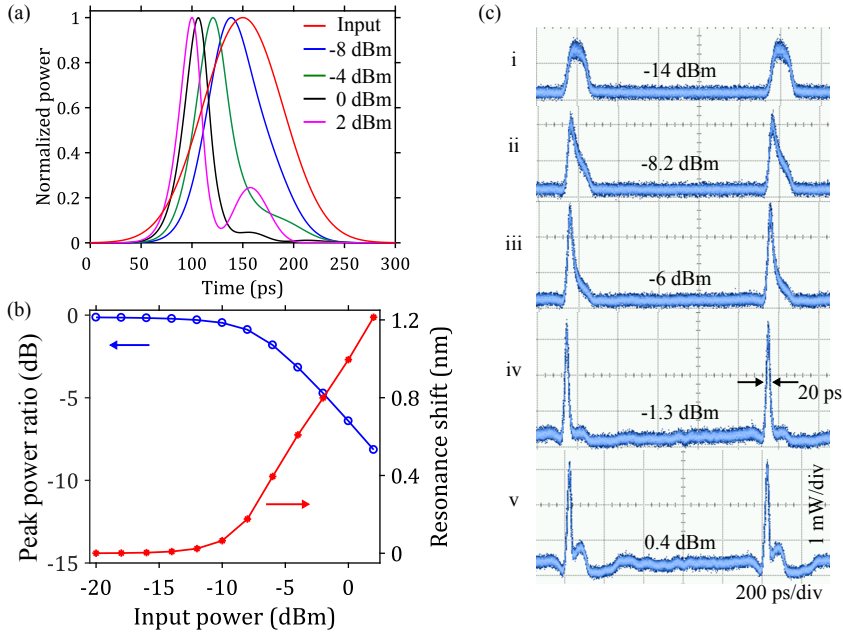 (a)
Normalized power
1
0.8
0.6
0.4
0.2
0
Input
-8 dBm
-4 dBm
0 dBm
2 dBm
0 50 100 150 200 250 300
Time (ps)
(b)
Peak power ratio (dB)
0
-5
-10
-15
1.2
0.8
0.4
0
Resonance shift (nm)
-20 -15 -10 -5 0
Input power (dBm)
(c)
i
-14 dBm
ii
-8.2 dBm
iii
-6 dBm
iv
20 ps
-1.3 dBm
v
0.4 dBm
1 mW/div
200 ps/div